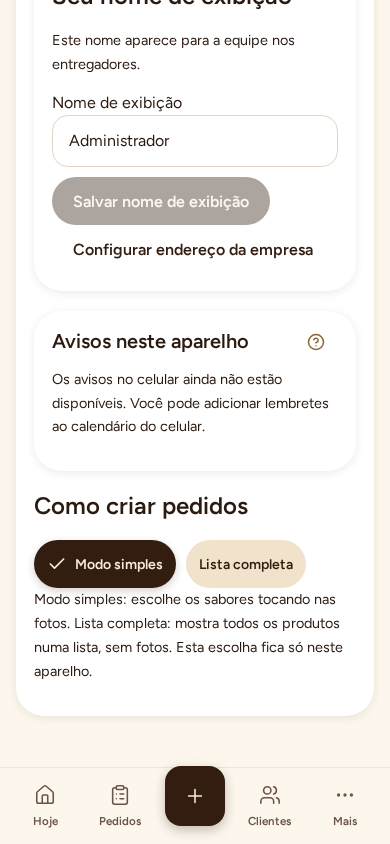 Seu nome de exibição
Este nome aparece para a equipe nos
entregadores.
Nome de exibição
Administrador
Salvar nome de exibição
Configurar endereço da empresa
Avisos neste aparelho
Os avisos no celular ainda não estão
disponíveis. Você pode adicionar lembretes
ao calendário do celular.
Como criar pedidos
Modo simples
Lista completa
Modo simples: escolhe os sabores tocando nas
fotos. Lista completa: mostra todos os produtos
numa lista, sem fotos. Esta escolha fica só neste
aparelho.
Hoje
Pedidos
Clientes
Mais